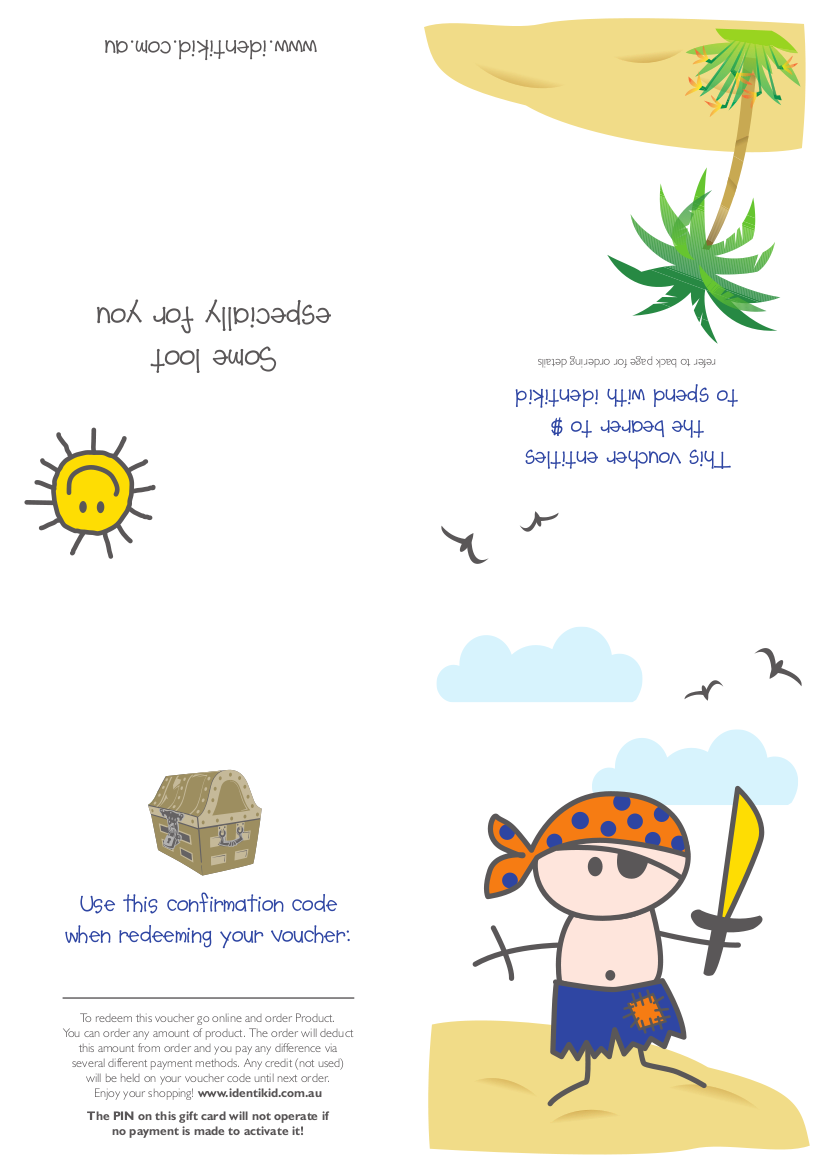 www.identikid.com.au
Some loot
especially for you
This voucher entitles
the bearer to $
to spend with identikid
refer to back page for ordering details
Use this confirmation code
when redeeming your voucher:
To redeem this voucher go online and order Product.
You can order any amount of product. The order will deduct
this amount from order and you pay any difference via
several different payment methods. Any credit (not used)
will be held on your voucher code until next order.
Enjoy your shopping! www.identikid.com.au
The PIN on this gift card will not operate if
no payment is made to activate it!